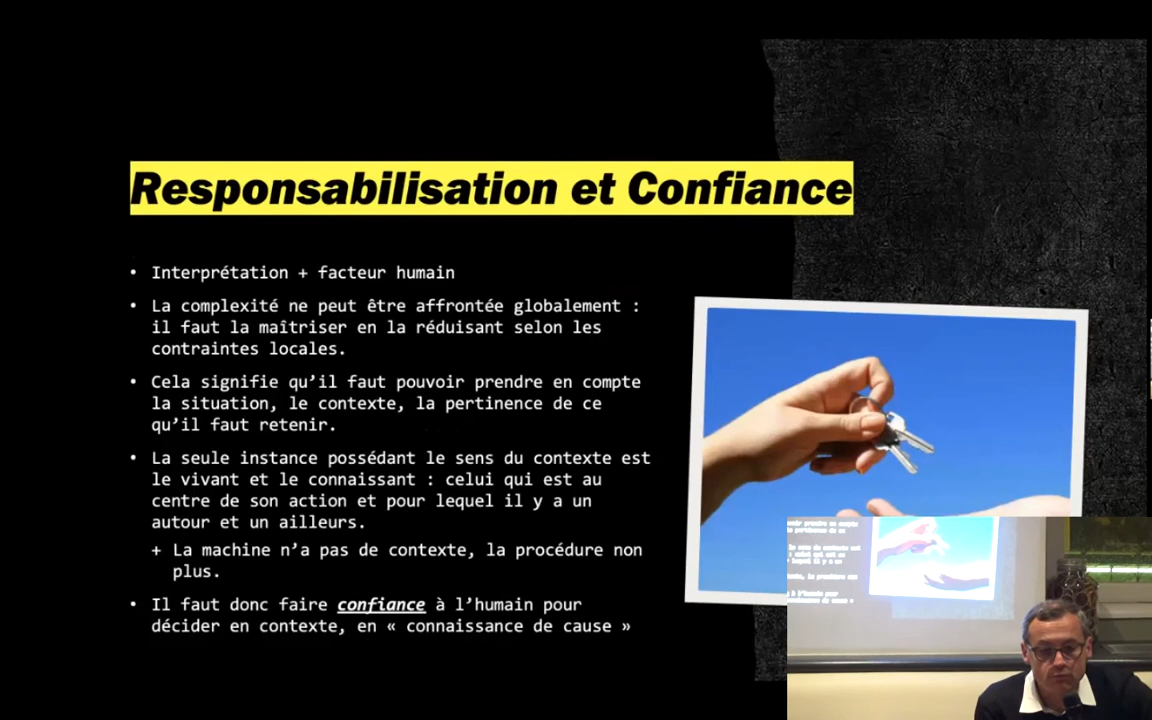 Responsabilisation et Confiance
• Interprétation + facteur humain
• La complexité ne peut être affrontée globalement :
il faut la maîtriser en la réduisant selon les
contraintes locales.
• Cela signifie qu’il faut pouvoir prendre en compte
la situation, le contexte, la pertinence de ce
qu’il faut retenir.
• La seule instance possédant le sens du contexte est
le vivant et le connaissant : celui qui est au
centre de son action et pour lequel il y a un
autour et un ailleurs.
+ La machine n’a pas de contexte, la procédure non
plus.
• Il faut donc faire confiance à l’humain pour
décider en contexte, en « connaissance de cause »